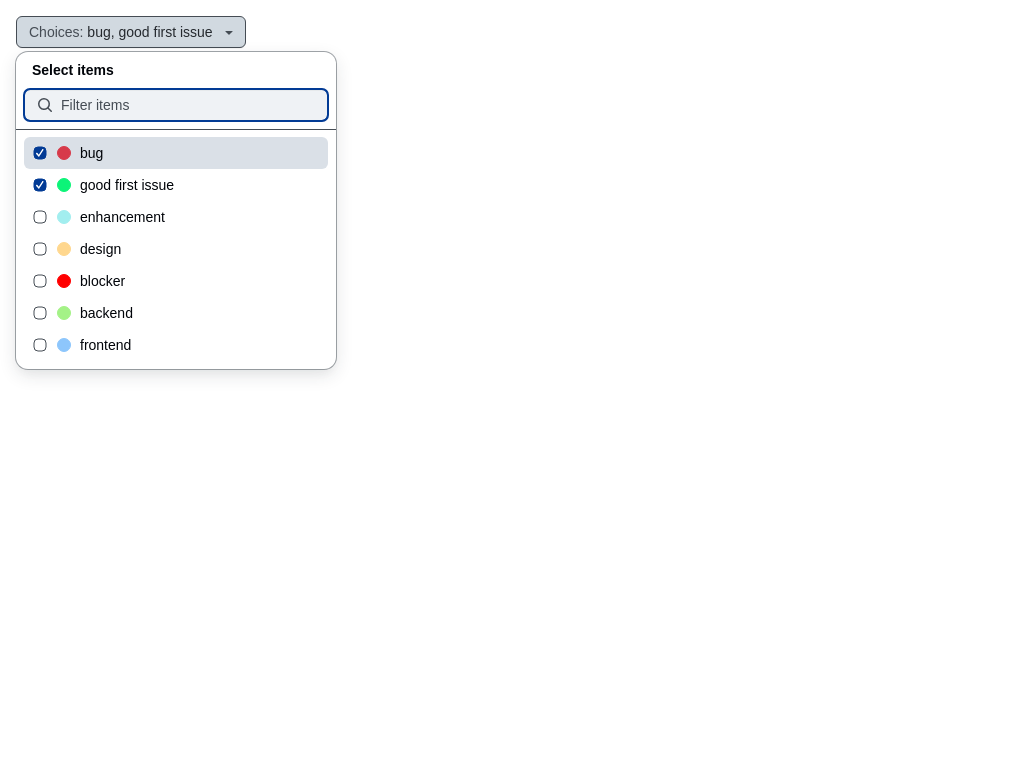 Choices: bug, good first issue
Select items
Filter items
bug
good first issue
enhancement
design
blocker
backend
frontend